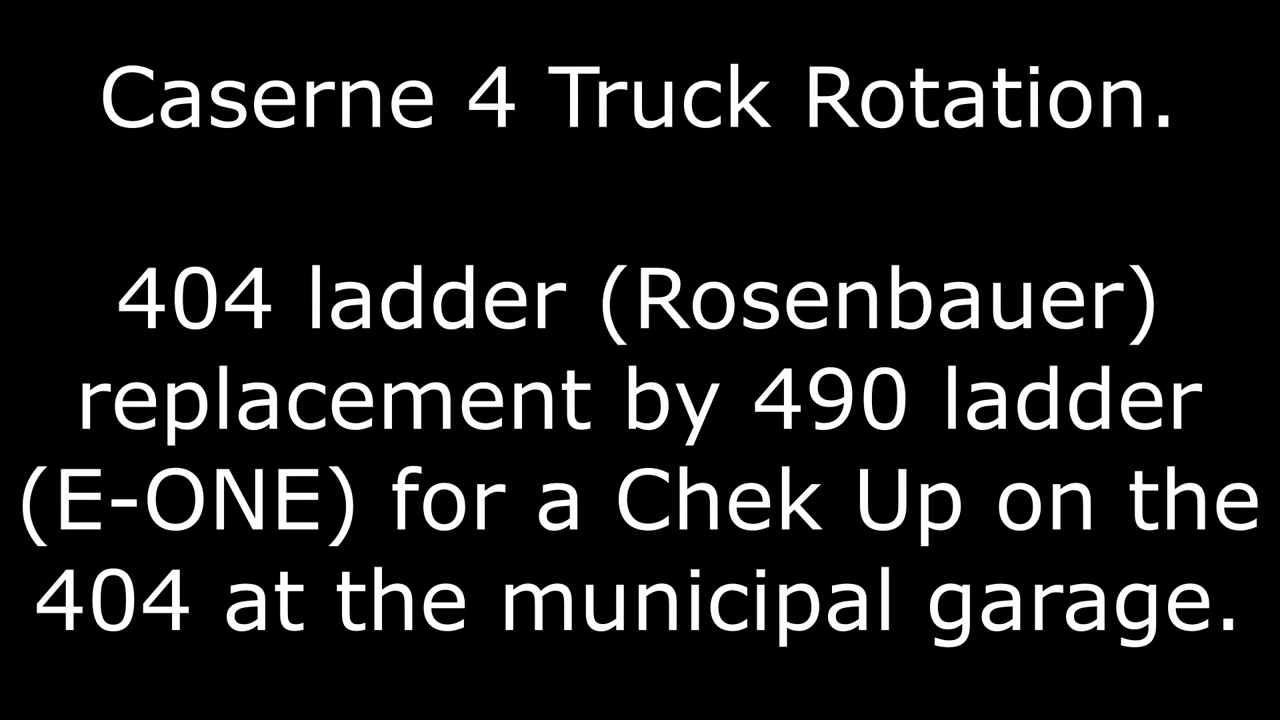 Caserne 4 Truck Rotation.
404 ladder (Rosenbauer)
replacement by 490 ladder
(E-ONE) for a Chek Up on the
404 at the municipal garage.